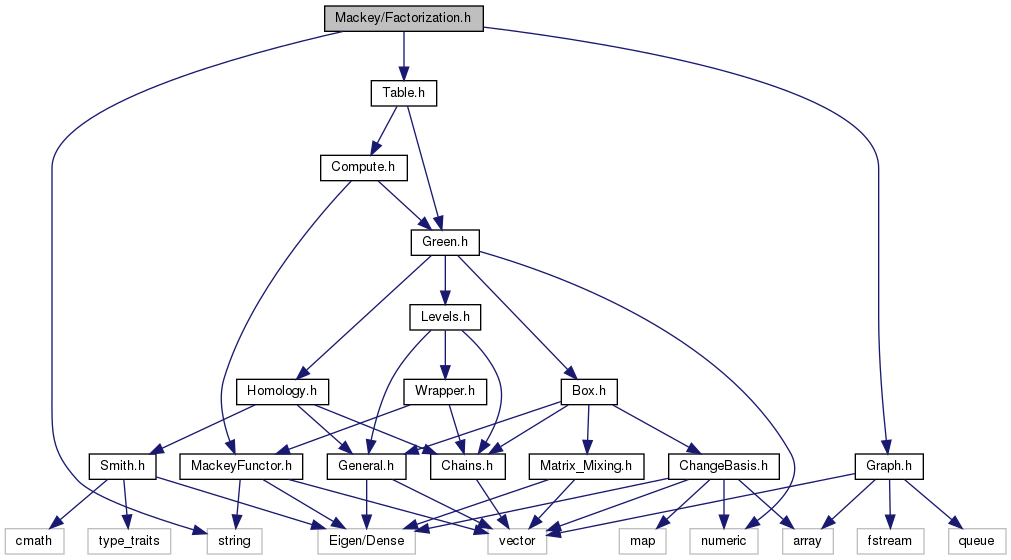 Mackey/Factorization.h
Table.h
Compute.h
Green.h
Levels.h
Homology.h
Wrapper.h
Box.h
Smith.h
MackeyFunctor.h
General.h
Chains.h
Matrix_Mixing.h
ChangeBasis.h
Graph.h
cmath
type_traits
string
Eigen/Dense
vector
map
numeric
array
fstream
queue